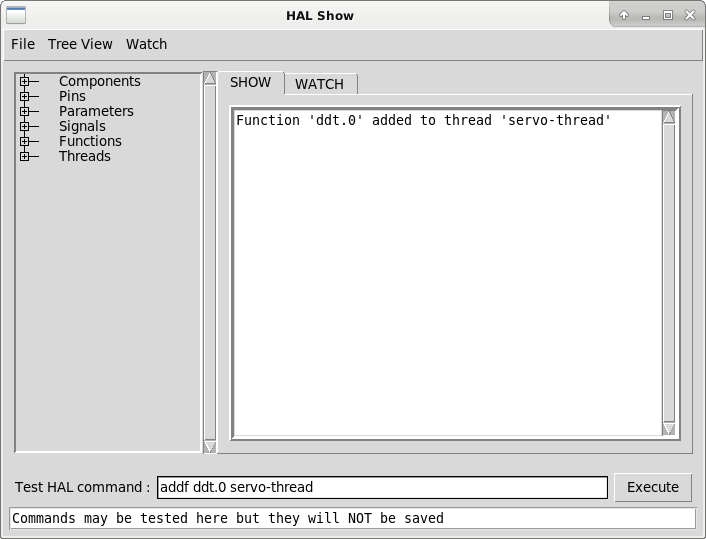 HAL Show
File Tree View Watch
Components
Pins
Parameters
Signals
Functions
Threads
SHOW WATCH
Function 'ddt.0' added to thread 'servo-thread'
Test HAL command : addf ddt.0 servo-thread Execute
Commands may be tested here but they will NOT be saved